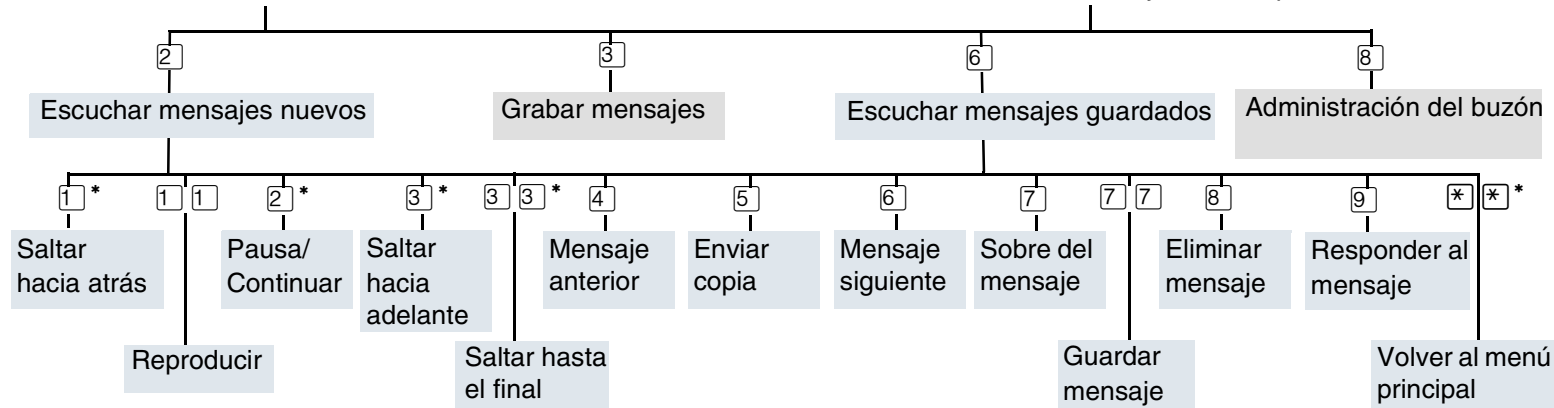 2
3
6
8
Escuchar mensajes nuevos
Grabar mensajes
Escuchar mensajes guardados
Administración del buzón
1 *
1 1
2 *
3 *
3 3 *
4
5
6
7
7 7
8
9
* * *
Saltar
hacia atrás
Pausa/
Continuar
Saltar
hacia
adelante
Mensaje
anterior
Enviar
copia
Mensaje
siguiente
Sobre del
mensaje
Eliminar
mensaje
Responder al
mensaje
Reproducir
Saltar hasta
el final
Guardar
mensaje
Volver al menú
principal